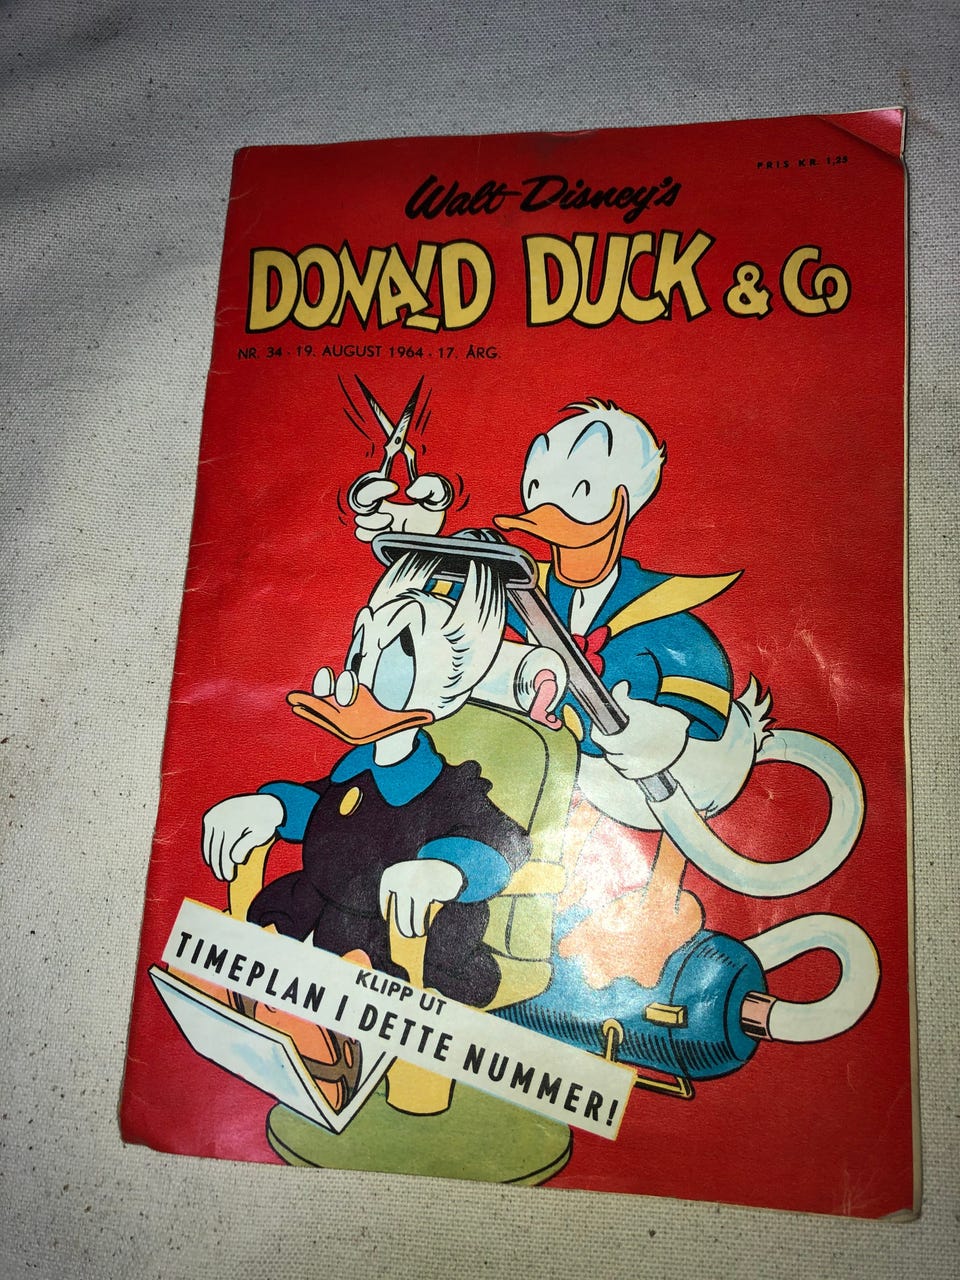 PRIS KR. 1,25
Walt Disney's
DONALD DUCK & Co
NR. 34 . 19. AUGUST 1964 . 17. ÅRG.
KLIPP UT
TIMEPLAN I DETTE NUMMER!